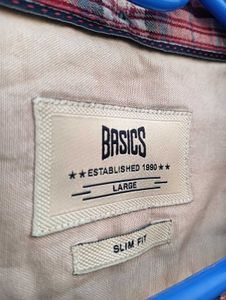 BASICS
★★ESTABLISHED 1990★★
LARGE
SLIM FIT